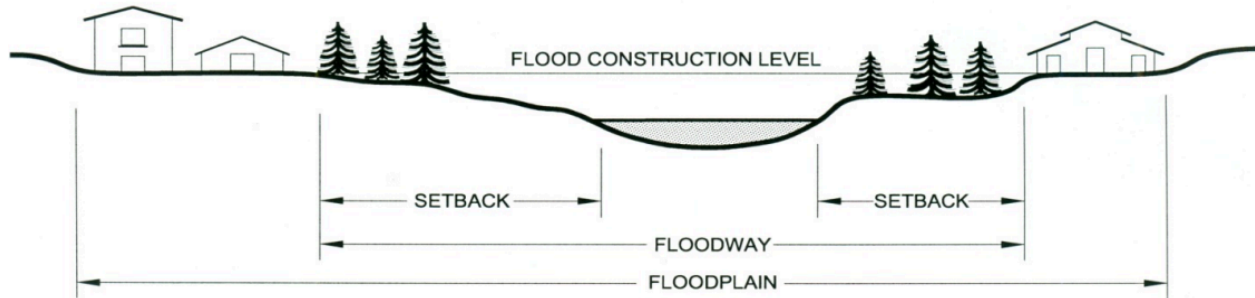 FLOOD CONSTRUCTION LEVEL
SETBACK
SETBACK
FLOODWAY
FLOODPLAIN